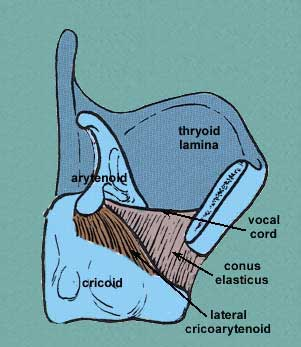 thryoid
lamina
arytenoid
vocal
cord
conus
elasticus
cricoid
lateral
cricoarytenoid